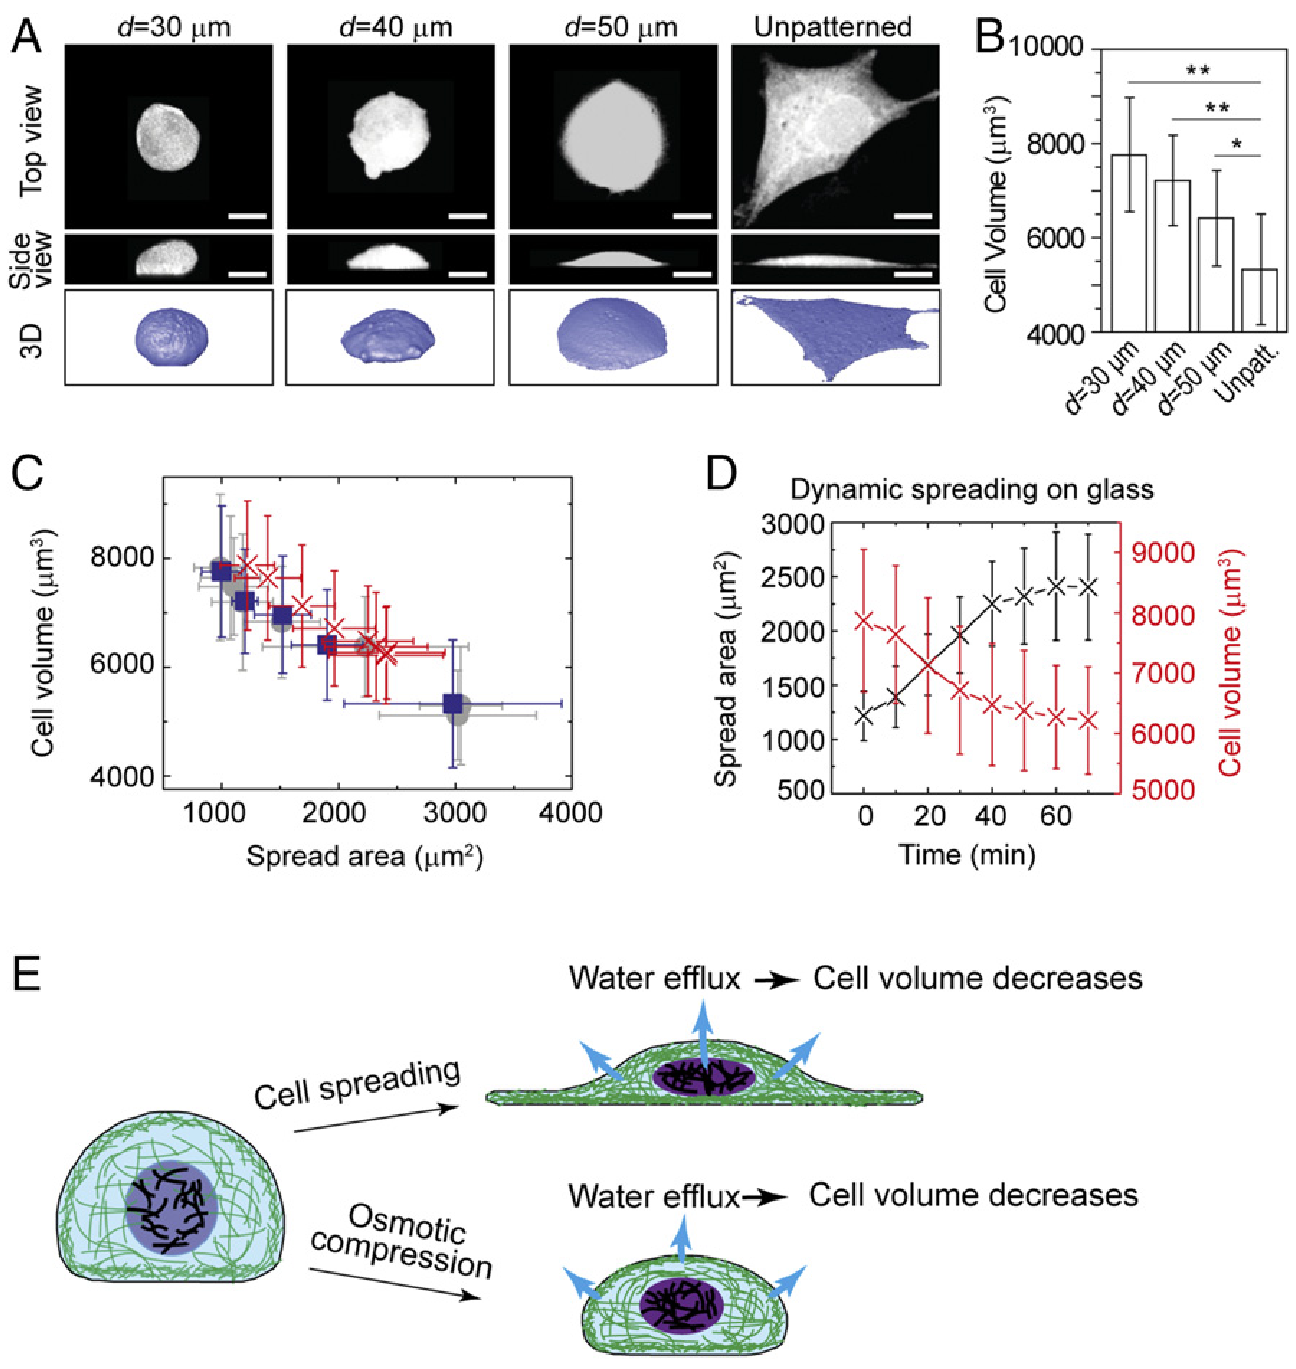 A
d=30 μm
d=40 μm
d=50 μm
Unpatterned
Top view
Side
view
3D
B
10000
8000
6000
4000
Cell Volume (μm³)
**
**
*
d=30 μm
d=40 μm
d=50 μm
Unpatt.
C
8000
6000
4000
Cell volume (μm³)
1000
2000
3000
4000
Spread area (μm²)
D
Dynamic spreading on glass
3000
2500
2000
1500
1000
500
Spread area (μm²)
9000
8000
7000
6000
5000
Cell volume (μm³)
0
20
40
60
Time (min)
E
Water efflux
Cell volume decreases
Cell spreading
Water efflux
Cell volume decreases
Osmotic
compression